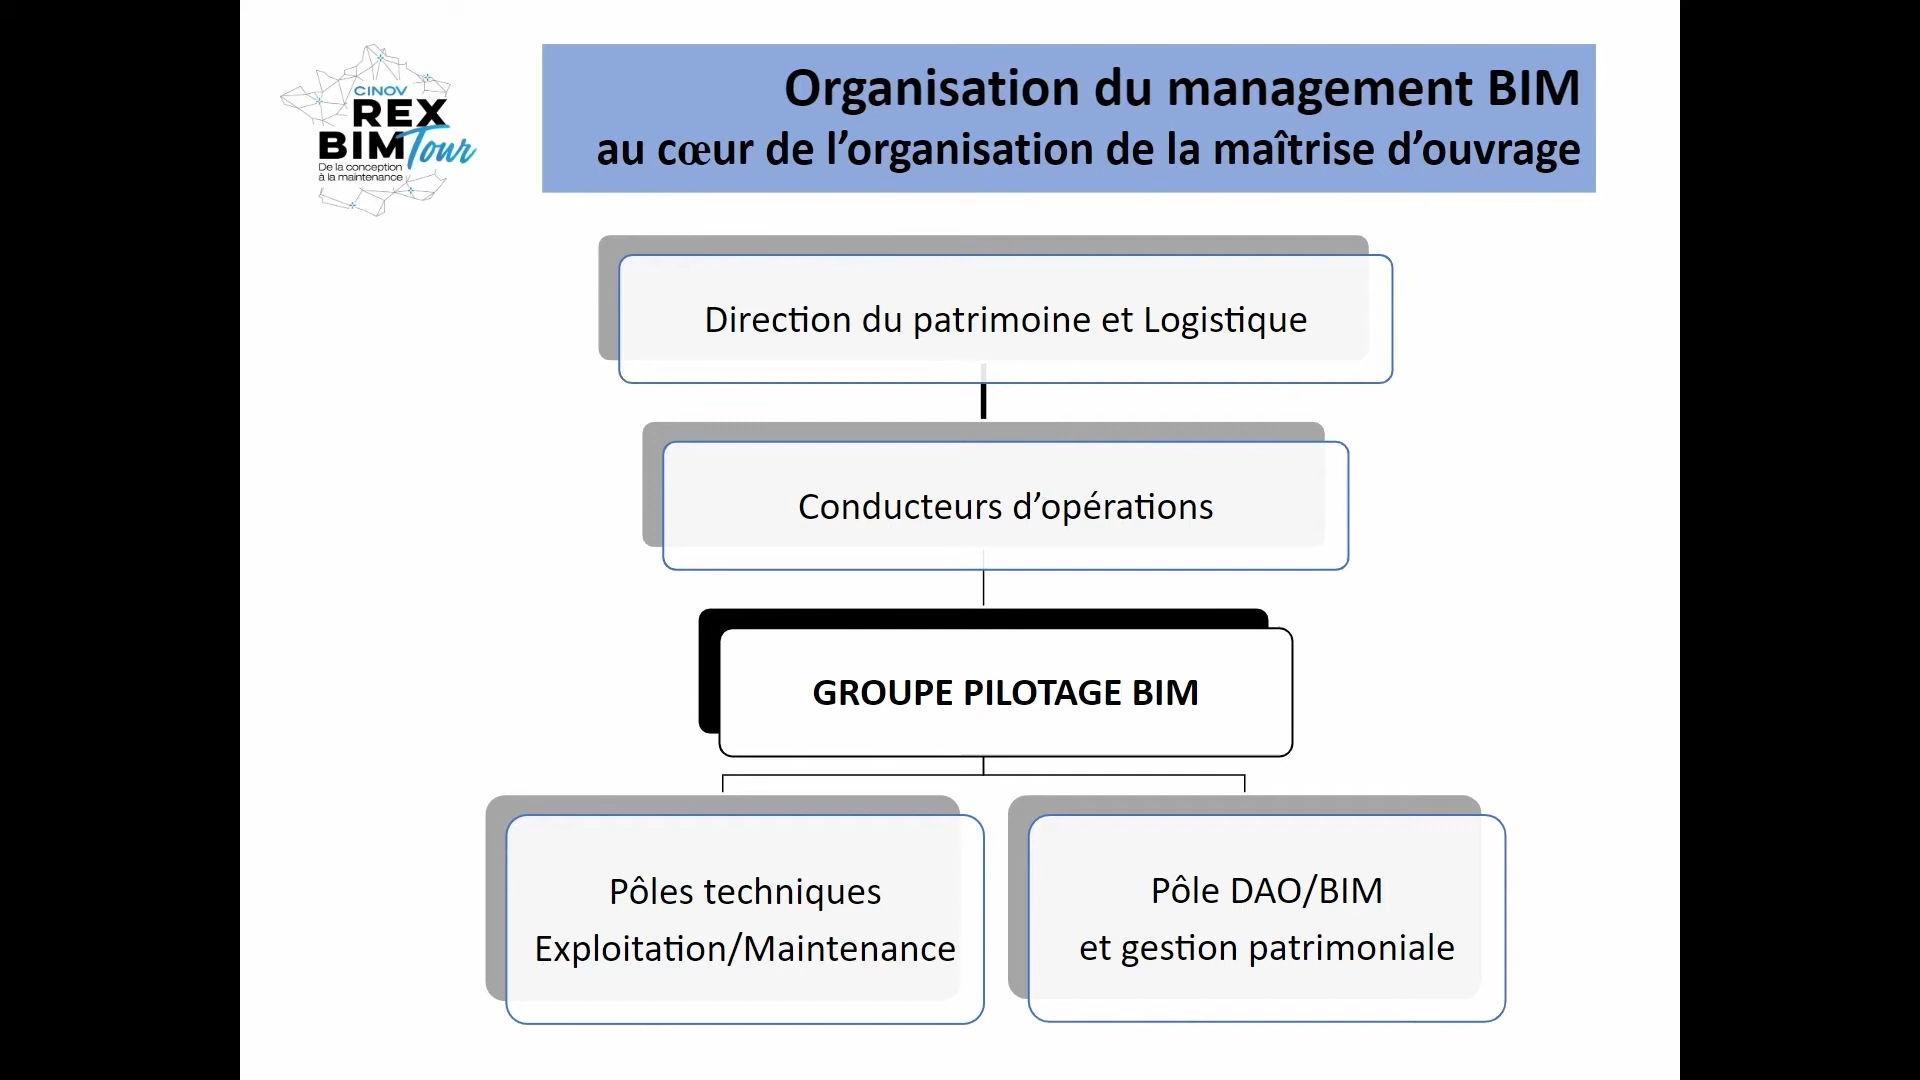 CINOV
REX
BIM Tour
De la conception
à la maintenance
Organisation du management BIM
au cœur de l’organisation de la maîtrise d’ouvrage
Direction du patrimoine et Logistique
Conducteurs d’opérations
GROUPE PILOTAGE BIM
Pôles techniques
Exploitation/Maintenance
Pôle DAO/BIM
et gestion patrimoniale